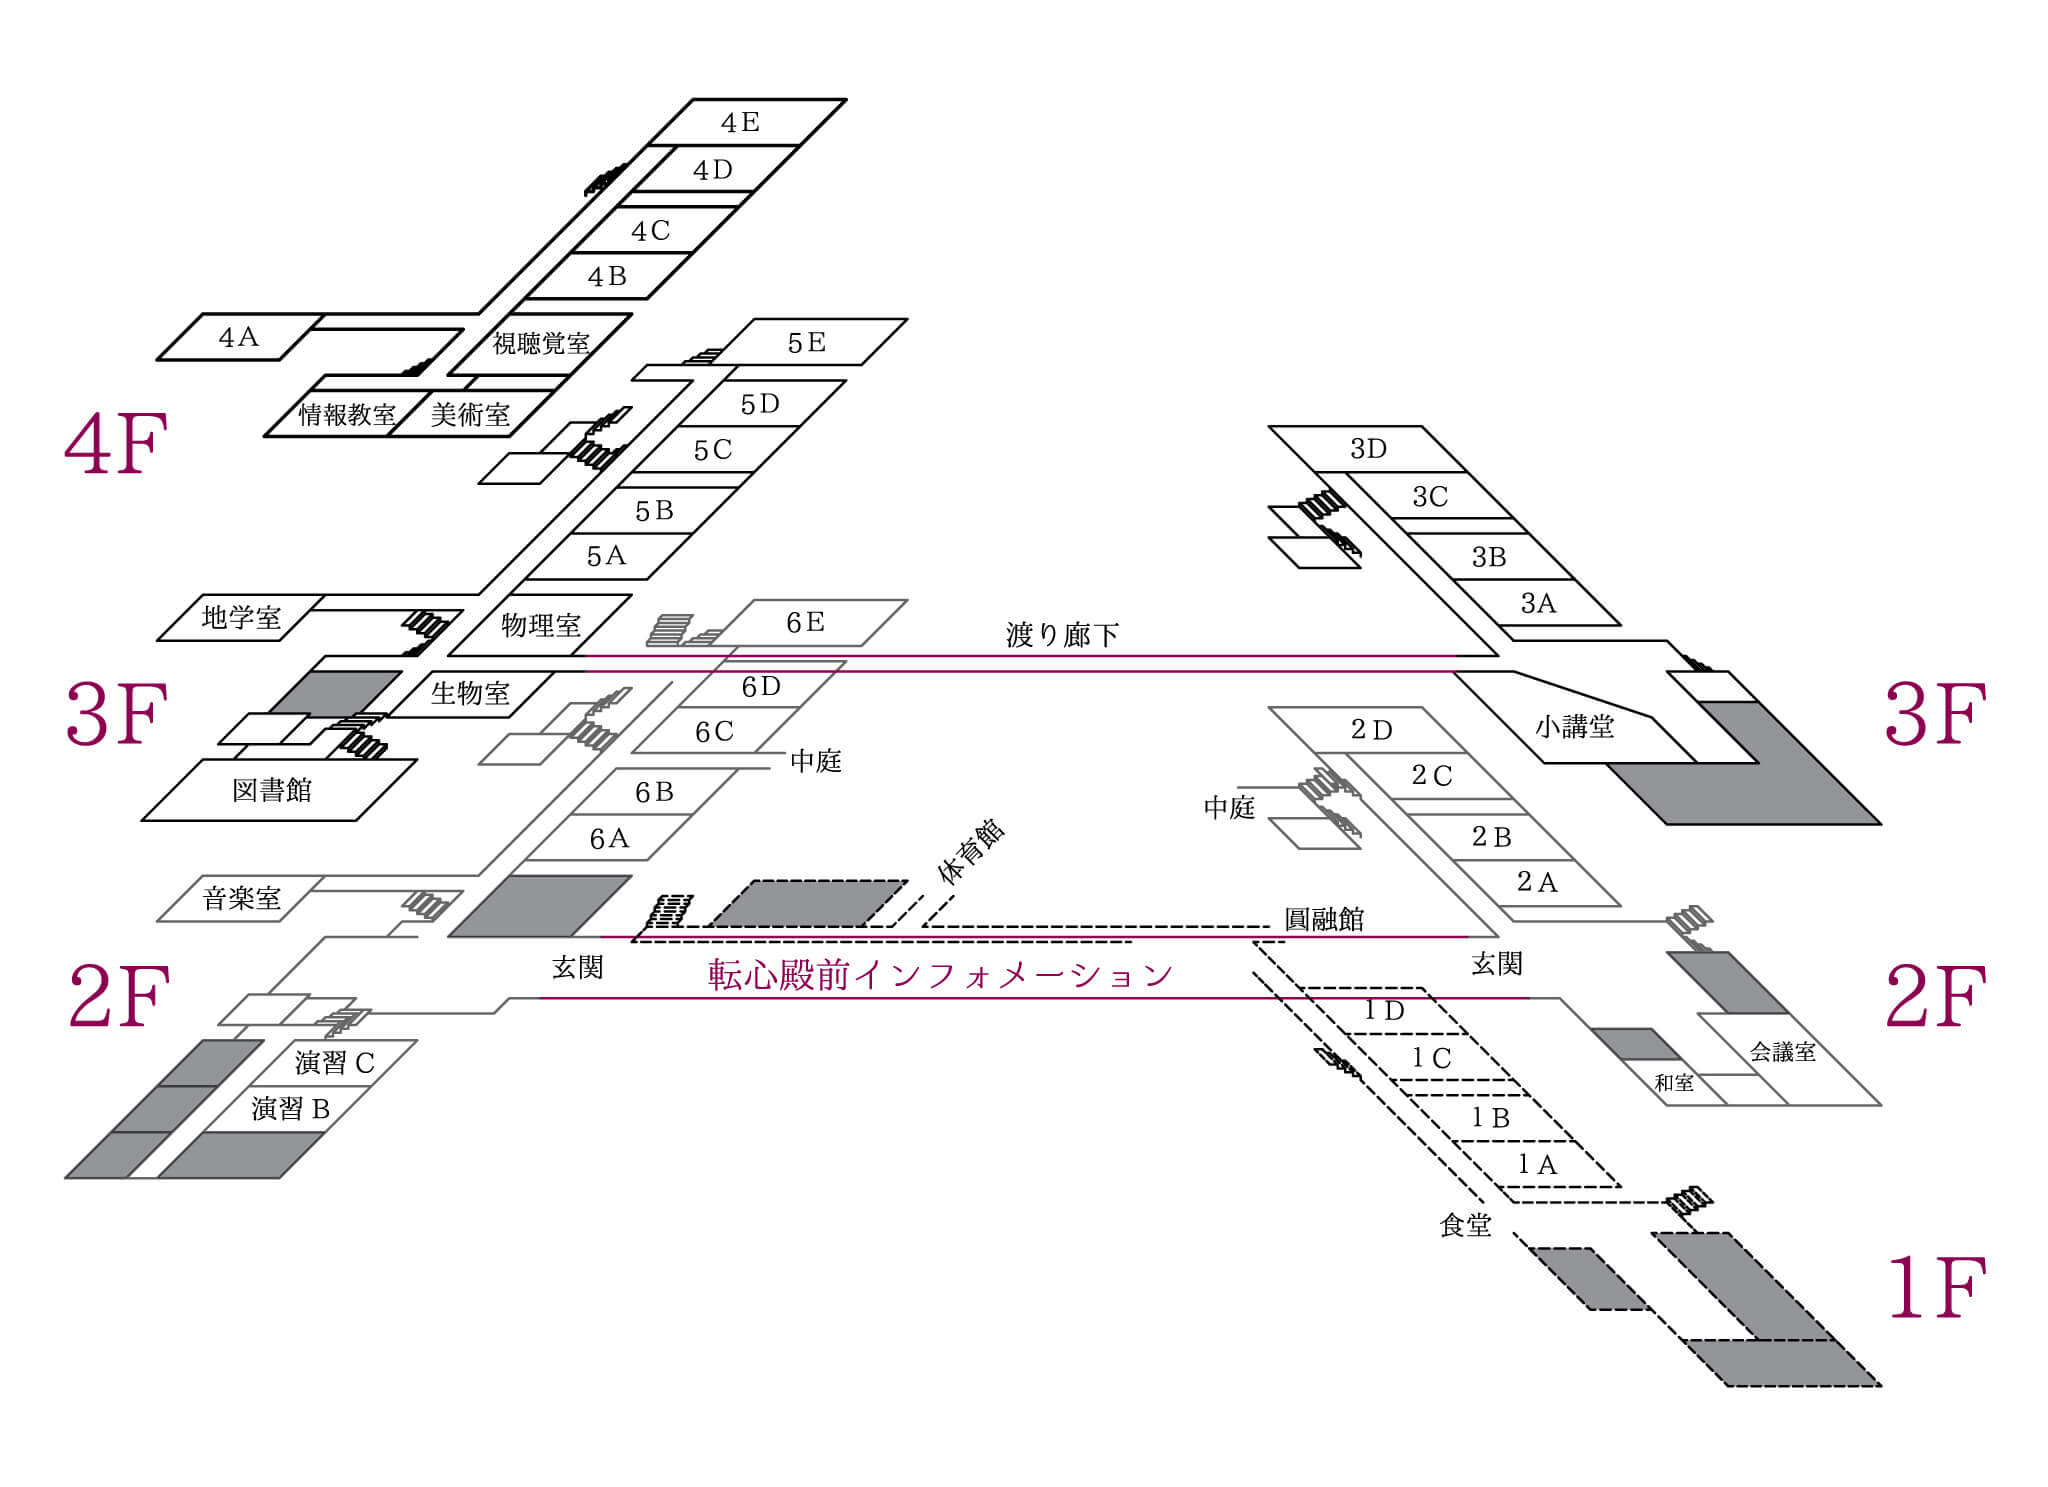 4E
4D
4C
4B
4A
視聴覚室
情報教室
美術室
4F
5E
5D
5C
5B
5A
地学室
物理室
生物室
図書館
3F
渡り廊下
3D
3C
3B
3A
小講堂
3F
6E
6D
6C
中庭
6B
6A
音楽室
玄関
演習 C
演習 B
2F
体育館
圓融館
転心殿前インフォメーション
2D
2C
中庭
2B
2A
玄関
会議室
和室
2F
1D
1C
1B
1A
食堂
1F